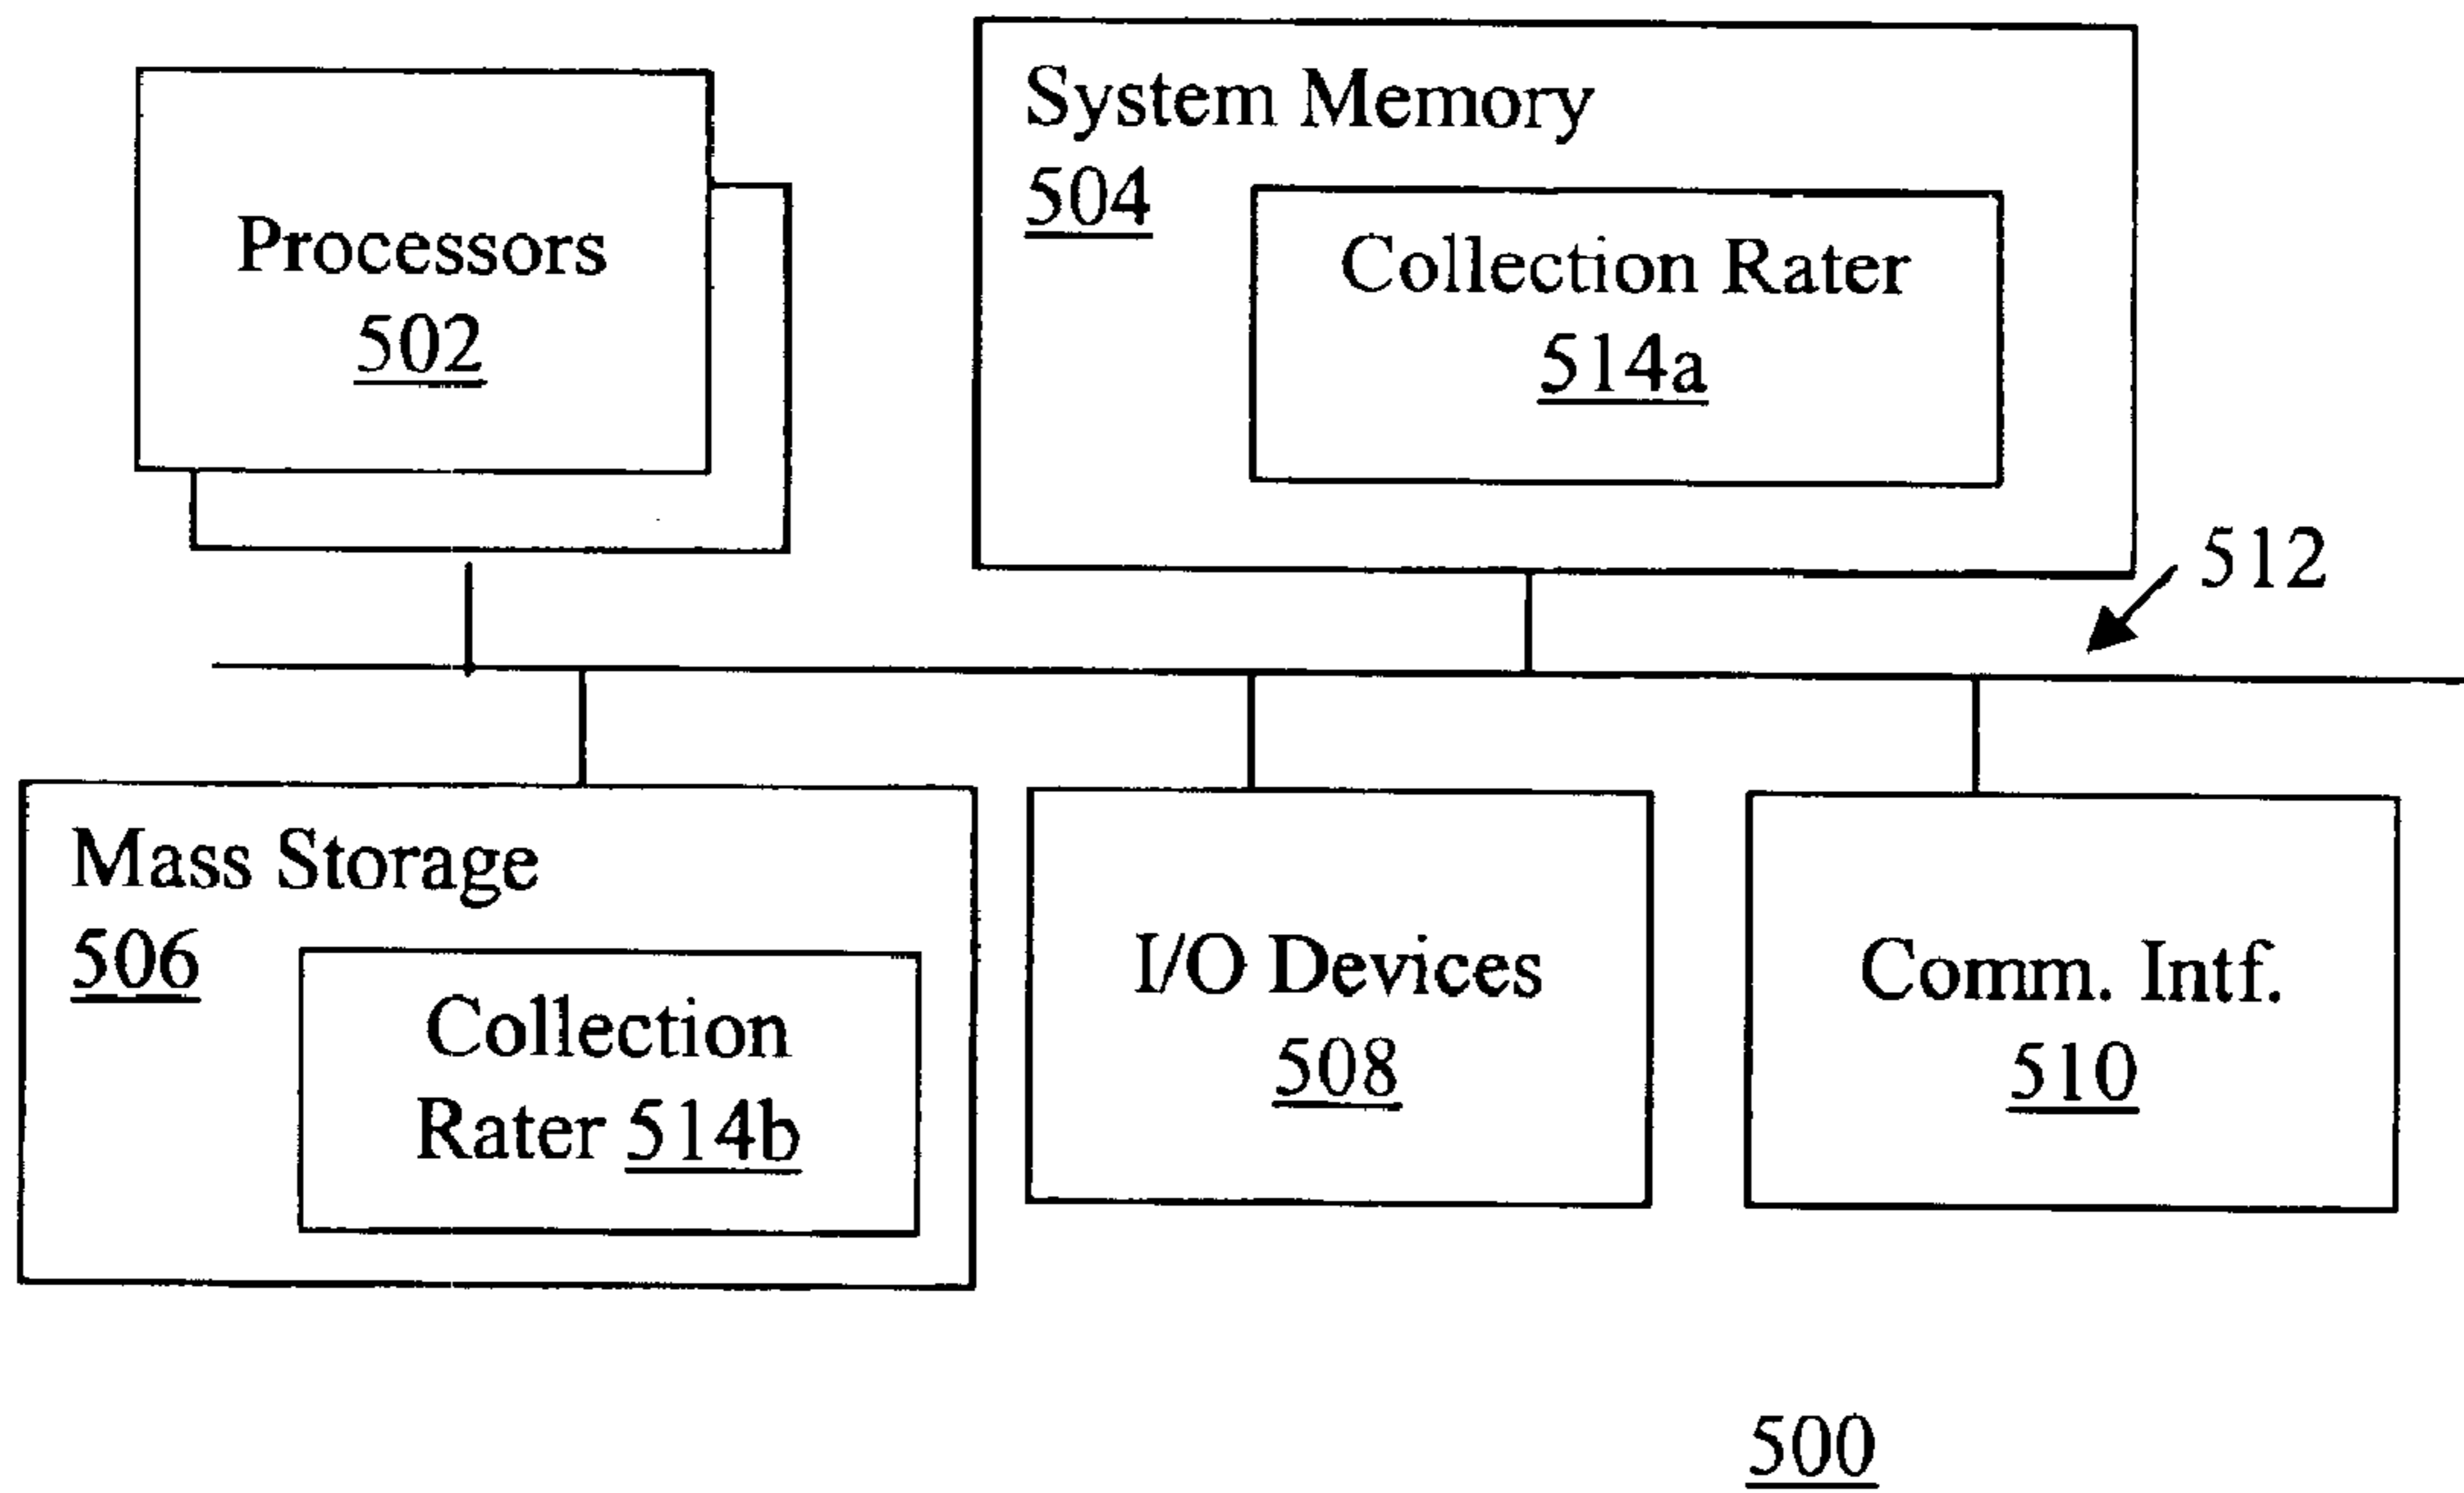 Processors
502
System Memory
504
Collection Rater
514a
512
Mass Storage
506
Collection
Rater 514b
I/O Devices
508
Comm. Intf.
510
500